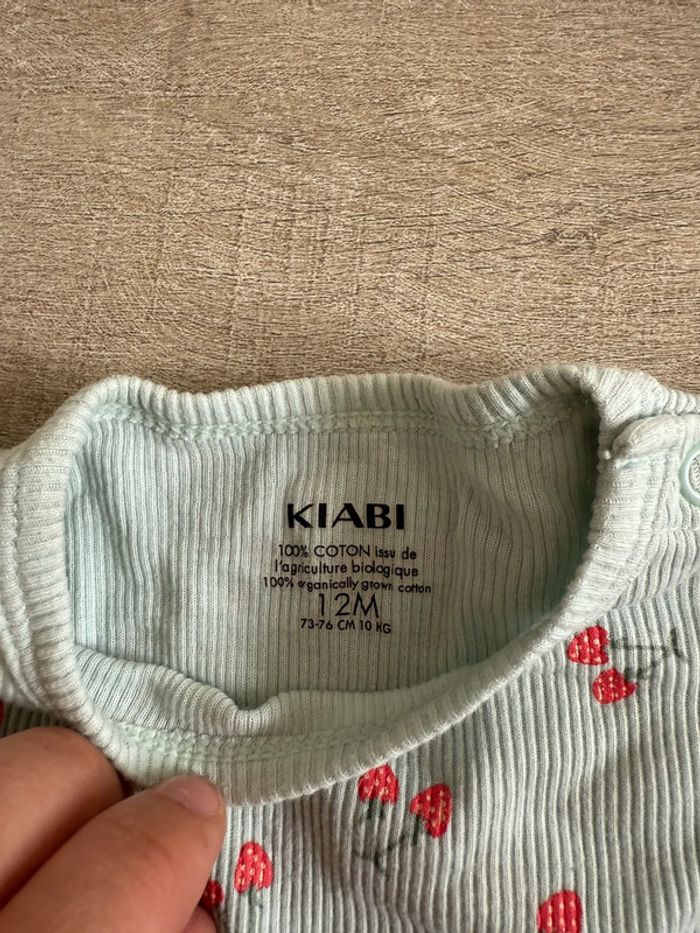 KIABI
100% COTON issu de
l'agriculture biologique
100% organically grown cotton
12M
73-76 CM 10 KG